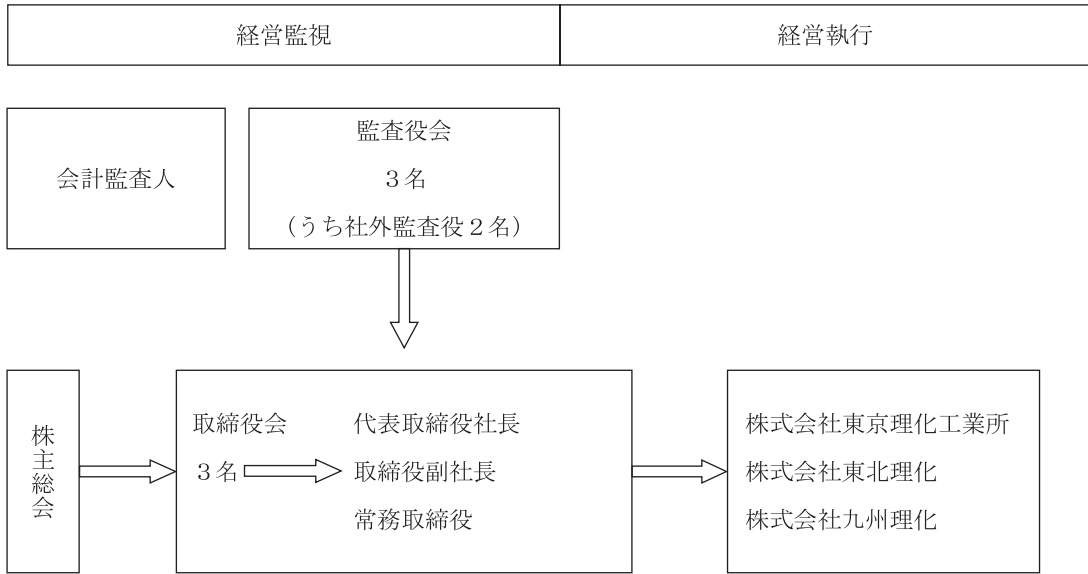 経営監視
経営執行
会計監査人
監査役会
３名
（うち社外監査役２名）
株主総会
取締役会
３名
代表取締役社長
取締役副社長
常務取締役
株式会社東京理化工業所
株式会社東北理化
株式会社九州理化